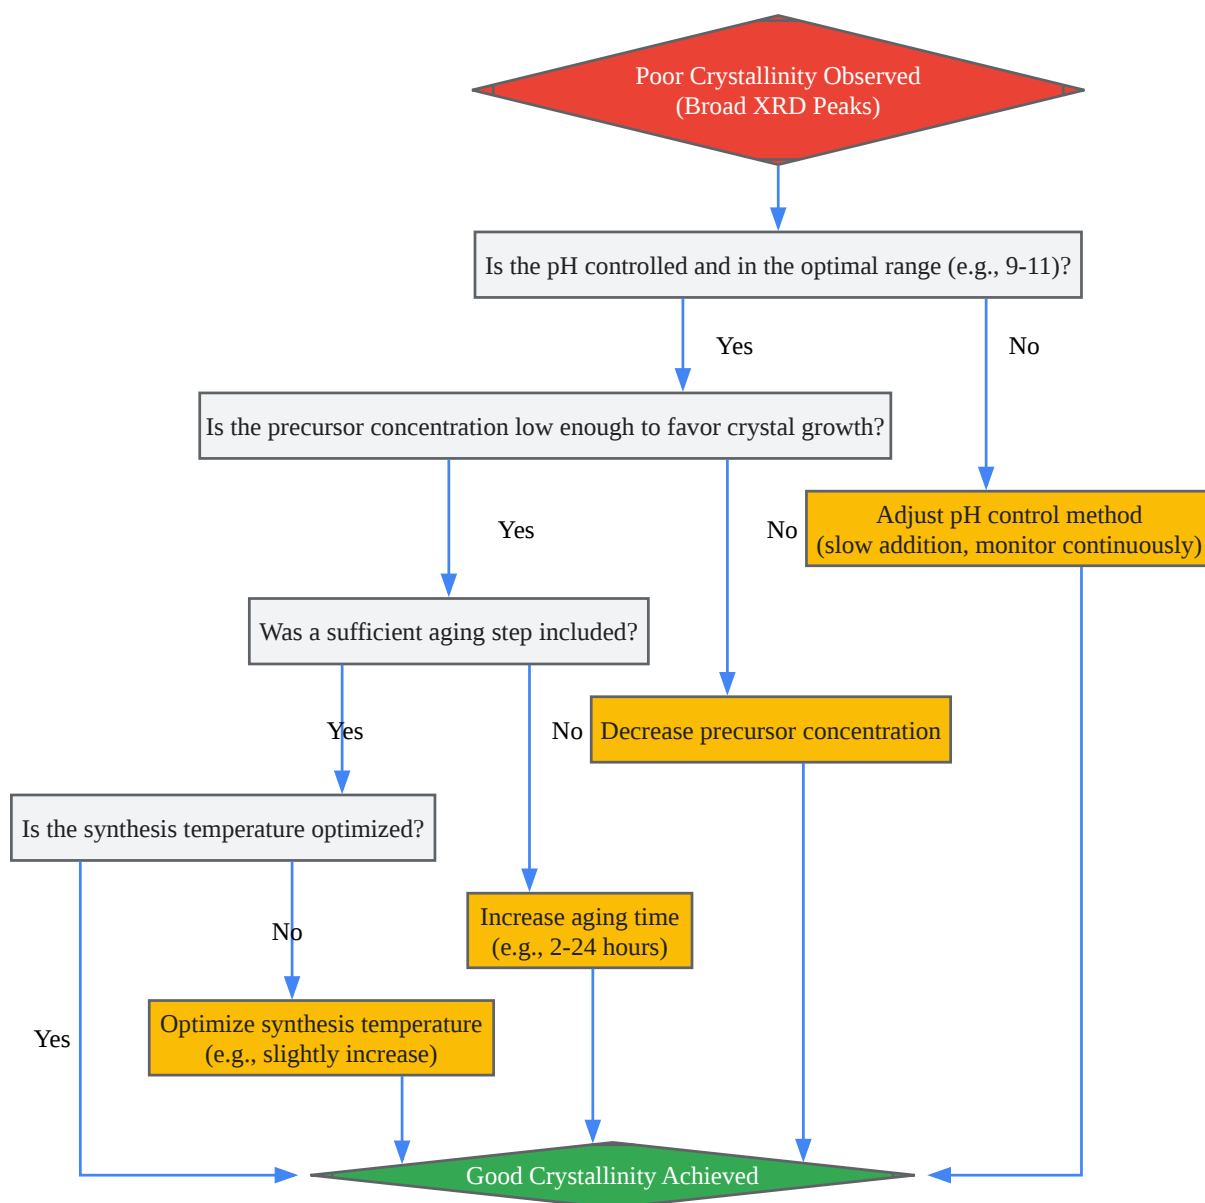 Poor Crystallinity Observed
(Broad XRD Peaks)
Is the pH controlled and in the optimal range (e.g., 9-11)?
Yes
No
Is the precursor concentration low enough to favor crystal growth?
Yes
No
Adjust pH control method
(slow addition, monitor continuously)
Was a sufficient aging step included?
Yes
No
Decrease precursor concentration
Is the synthesis temperature optimized?
Increase aging time
(e.g., 2-24 hours)
No
Yes
Optimize synthesis temperature
(e.g., slightly increase)
Good Crystallinity Achieved